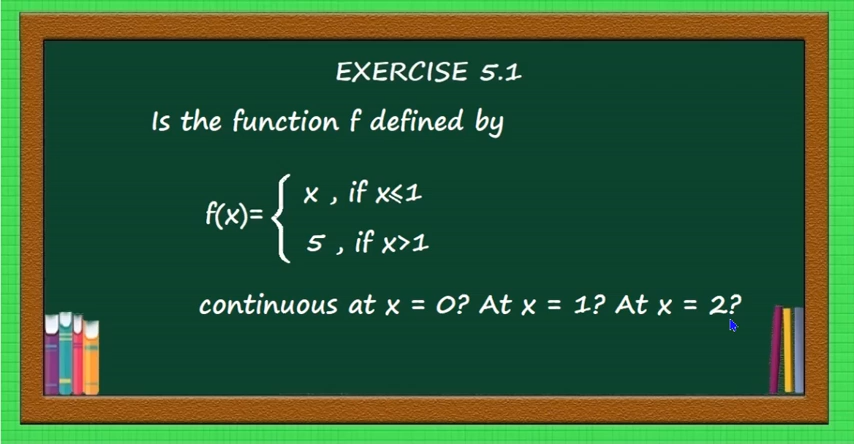 EXERCISE 5.1
Is the function f defined by
f(x)= { x , if x⩽1
5 , if x>1
continuous at x = 0? At x = 1? At x = 2?